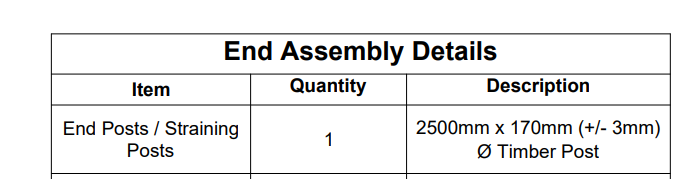 End Assembly Details
Item Quantity Description
End Posts / Straining
Posts
1
2500mm x 170mm (+/- 3mm)
Ø Timber Post